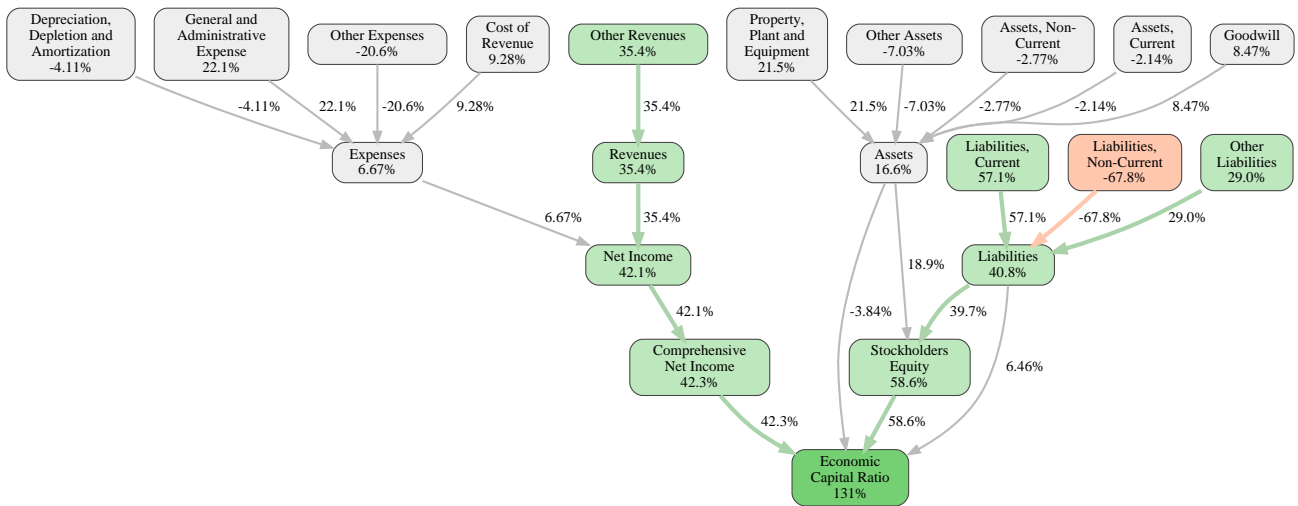 Depreciation,
Depletion and
Amortization
-4.11%
General and
Administrative
Expense
22.1%
Other Expenses
-20.6%
Cost of
Revenue
9.28%
Other Revenues
35.4%
Property,
Plant and
Equipment
21.5%
Other Assets
-7.03%
Assets, Non-
Current
-2.77%
Assets,
Current
-2.14%
Goodwill
8.47%
-4.11%
22.1%
-20.6%
9.28%
35.4%
21.5%
-7.03%
-2.77%
-2.14%
8.47%
Expenses
6.67%
Revenues
35.4%
Assets
16.6%
Liabilities,
Current
57.1%
Liabilities,
Non-Current
-67.8%
Other
Liabilities
29.0%
6.67%
35.4%
57.1%
-67.8%
29.0%
Net Income
42.1%
18.9%
Liabilities
40.8%
42.1%
-3.84%
39.7%
Comprehensive
Net Income
42.3%
Stockholders
Equity
58.6%
6.46%
42.3%
58.6%
Economic
Capital Ratio
131%